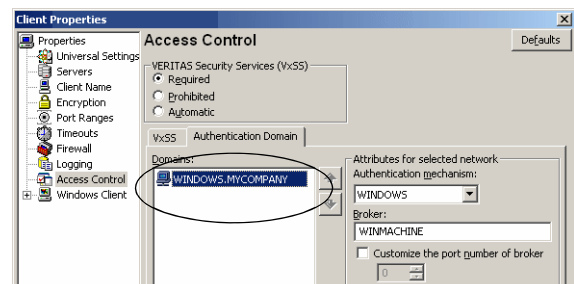 Client Properties
Properties
Universal Settings
Servers
Client Name
Encryption
Port Ranges
Timeouts
Firewall
Logging
Access Control
Windows Client
Access Control
Defaults
VERITAS Security Services (VxSS)
Required
Prohibited
Automatic
VxSS
Authentication Domain
Domains:
WINDOWS.MYCOMPANY
Attributes for selected network
Authentication mechanism:
WINDOWS
Broker:
WINMACHINE
Customize the port number of broker
0